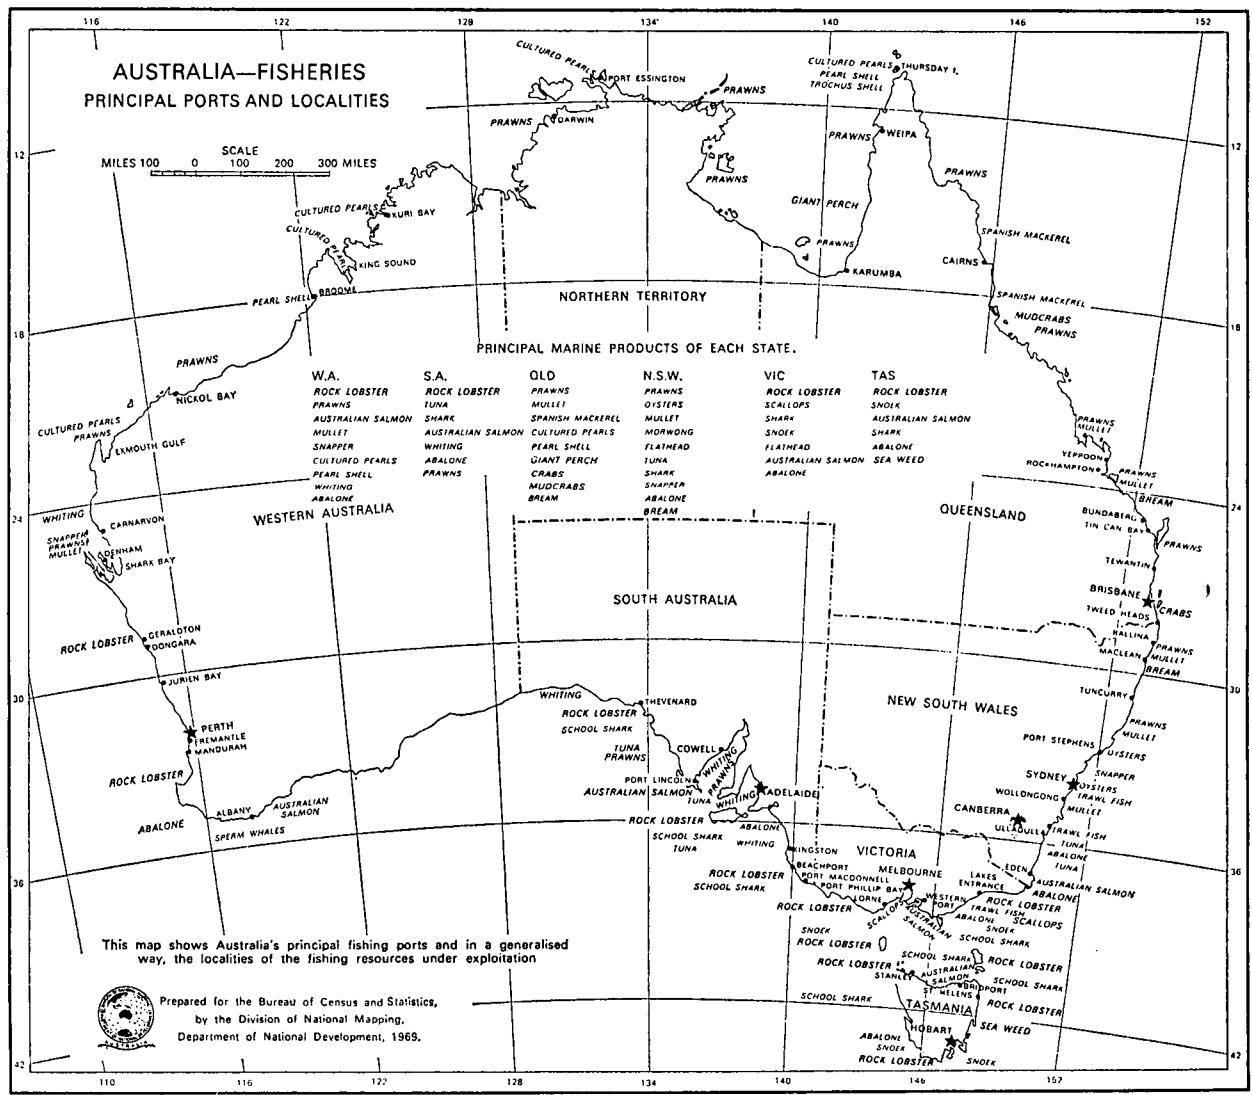 116 122 128 134 140 146 152
AUSTRALIA—FISHERIES
PRINCIPAL PORTS AND LOCALITIES
SCALE
MILES 100 0 100 200 300 MILES
CULTURED PEARLS
PORT ESSINGTON
PRAWNS
DARWIN
PRAWNS
PRAWNS
CULTURED PEARLS
THURSDAY I.
PEARL SHELL
TROCHUS SHELL
PRAWNS
WEIPA
PRAWNS
GIANT PERCH
PRAWNS
KARUMBA
SPANISH MACKEREL
CAIRNS
SPANISH MACKEREL
MUDCRABS
PRAWNS
12
12
CULTURED PEARLS
KURI BAY
CULTURED PEARLS
KING SOUND
PEARL SHELL
BROOME
18
18
NORTHERN TERRITORY
PRAWNS
NICKOL BAY
CULTURED PEARLS
PRAWNS
EXMOUTH GULF
PRINCIPAL MARINE PRODUCTS OF EACH STATE.
W.A.
ROCK LOBSTER
PRAWNS
AUSTRALIAN SALMON
MULLET
SNAPPER
CULTURED PEARLS
PEARL SHELL
WHITING
ABALONE
S.A.
ROCK LOBSTER
TUNA
SHARK
AUSTRALIAN SALMON
WHITING
ABALONE
PRAWNS
QLD
PRAWNS
MULLET
SPANISH MACKEREL
CULTURED PEARLS
PEARL SHELL
GIANT PERCH
CRABS
MUDCRABS
BREAM
N.S.W.
PRAWNS
OYSTERS
MULLET
MORWONG
FLATHEAD
TUNA
SHARK
SNAPPER
ABALONE
BREAM
VIC
ROCK LOBSTER
SCALLOPS
SHARK
SNOEK
FLATHEAD
AUSTRALIAN SALMON
ABALONE
TAS
ROCK LOBSTER
SNOEK
AUSTRALIAN SALMON
SHARK
ABALONE
SEA WEED
PRAWNS
MULLET
YEPPOON
ROCKHAMPTON
PRAWNS
MULLET
BREAM
24
24
WHITING
CARNARVON
SNAPPER
PRAWNS
MULLET
DENHAM
SHARK BAY
WESTERN AUSTRALIA
QUEENSLAND
BUNDABERG
TIN CAN BAY
PRAWNS
TEWANTIN
BRISBANE
CRABS
TWEED HEADS
BALLINA
PRAWNS
MACLEAN
MULLET
BREAM
SOUTH AUSTRALIA
ROCK LOBSTER
GERALDTON
DONGARA
JURIEN BAY
30
30
PERTH
FREMANTLE
MANDURAH
ROCK LOBSTER
ALBANY
AUSTRALIAN
SALMON
ABALONE
SPERM WHALES
WHITING
THEVENARD
ROCK LOBSTER
SCHOOL SHARK
TUNA
PRAWNS
COWELL
WHITING
PRAWNS
PORT LINCOLN
AUSTRALIAN SALMON
TUNA
WHITING
ADELAIDE
ROCK LOBSTER
ABALONE
SCHOOL SHARK
WHITING
TUNA
KINGSTON
BEACHPORT
ROCK LOBSTER
PORT MACDONNELL
SCHOOL SHARK
NEW SOUTH WALES
TUNCURRY
PRAWNS
MULLET
PORT STEPHENS
OYSTERS
SNAPPER
SYDNEY
OYSTERS
WOLLONGONG
TRAWL FISH
MULLET
CANBERRA
ULLADULLA
TRAWL FISH
TUNA
ABALONE
TUNA
EDEN
AUSTRALIAN SALMON
ABALONE
VICTORIA
MELBOURNE
PORT PHILLIP BAY
LORNE
WESTERN
PORT
LAKES
ENTRANCE
ROCK LOBSTER
ROCK LOBSTER
SCALLOPS
AUSTRALIAN
SALMON
TRAWL FISH
ABALONE
SCALLOPS
SNOEK
SCHOOL SHARK
36
36
SNOEK
ROCK LOBSTER
SCHOOL SHARK
ROCK LOBSTER
ROCK LOBSTER
STANLEY
AUSTRALIAN
SALMON
BRIDPORT
SCHOOL SHARK
ST HELENS
SCHOOL SHARK
ROCK LOBSTER
TASMANIA
SEA WEED
HOBART
ABALONE
SNOEK
ROCK LOBSTER
SNOEK
This map shows Australia's principal fishing ports and in a generalised
way, the localities of the fishing resources under exploitation
Prepared for the Bureau of Census and Statistics,
by the Division of National Mapping,
Department of National Development, 1969.
AUSTRALIA
42
42
110 116 122 128 134 140 146 152